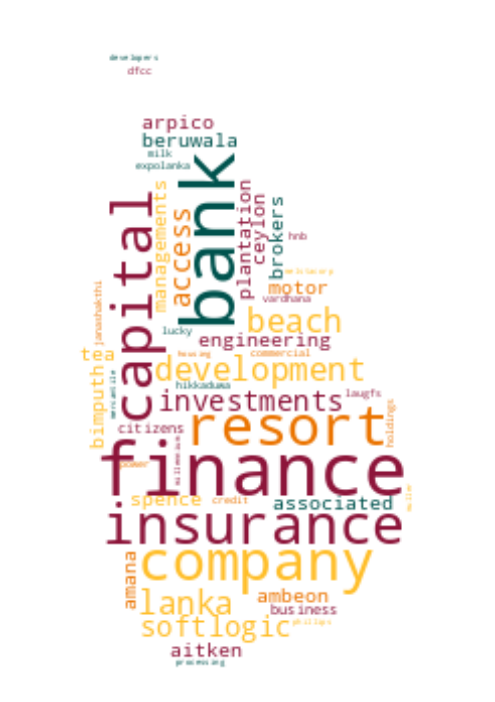 developers
dfcc
arpico
beruwala
milk
expolanka
bank
capital
managements
access
plantation
ceylon
brokers
hnb
motor
vardhana
janashakthi
lucky
beach
engineering
tea
housing
commercial
development
hikkaduwa
mercantile
bimputh
investments
laugfs
citizens
resort
holdings
finance
power
millennium
spence
credit
associated
muller
insurance
company
amana
lanka
ambeon
business
softlogic
phillips
aitken
processing